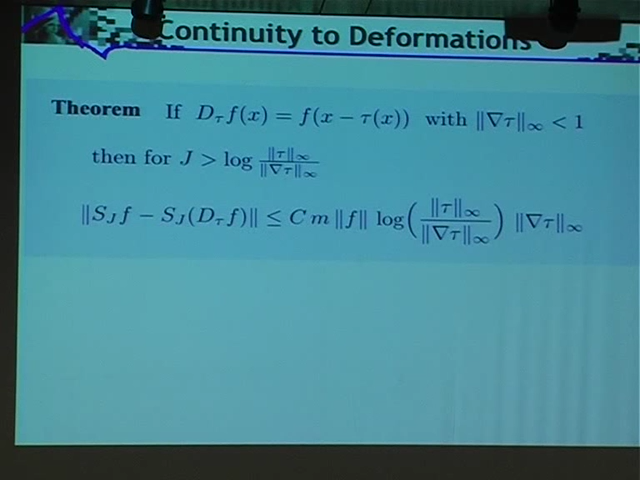 Continuity to Deformations
Theorem If D_τ f(x) = f(x − τ(x)) with ‖∇τ‖_∞ < 1
then for J > log ‖τ‖_∞ / ‖∇τ‖_∞
‖S_J f − S_J(D_τ f)‖ ≤ C m ‖f‖ log(‖τ‖_∞ / ‖∇τ‖_∞) ‖∇τ‖_∞